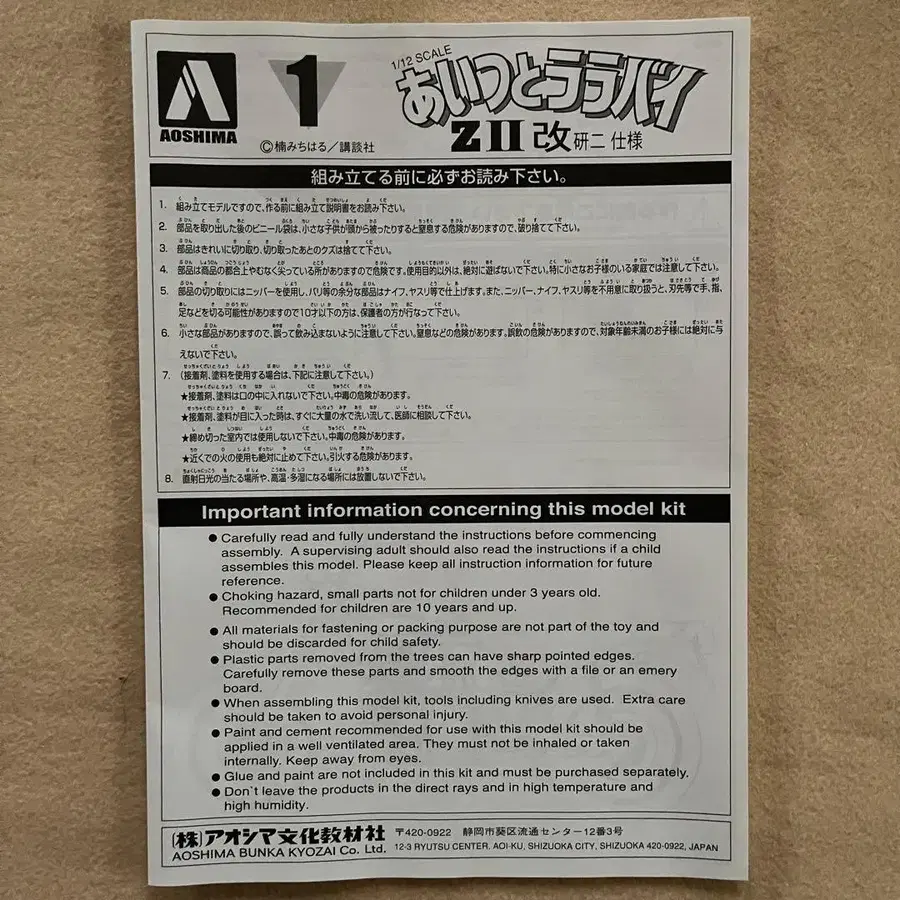 AOSHIMA
1
1/12 SCALE
あいつとララバイ
ZII 改 研二 仕様
©楠みちはる／講談社
組み立てる前に必ずお読み下さい。
1. 組み立てモデルですので、作る前に組み立て説明書をお読み下さい。
2. 部品を取り出した後のビニール袋は、小さな子供が頭から被ったりすると窒息する危険がありますので、破り捨てて下さい。
3. 部品はきれいに切り取り、切り取ったあとのクズは捨てて下さい。
4. 部品は商品の都合上やむなく尖っている所がありますので危険です。使用目的以外は、絶対に遊ばないで下さい。特に小さなお子様のいる家庭では注意して下さい。
5. 部品の切り取りにはニッパーを使用し、バリ等の余分な部品はナイフ、ヤスリ等で仕上げます。また、ニッパー、ナイフ、ヤスリ等を不用意に取り扱うと、刃先等で手、指、
足などを切る可能性がありますので10才以下の方は、保護者の方が行なって下さい。
6. 小さな部品がありますので、誤って飲み込まないように注意して下さい。窒息などの危険があります。誤飲の危険がありますので、対象年齢未満のお子様には絶対に与
えないで下さい。
7. (接着剤、塗料を使用する場合は、下記に注意して下さい。)
★接着剤、塗料は口の中に入れないで下さい。中毒の危険があります。
★接着剤、塗料が目に入った時は、すぐに大量の水で洗い流して、医師に相談して下さい。
★締め切った室内では使用しないで下さい。中毒の危険があります。
★近くでの火の使用も絶対に止めて下さい。引火する危険があります。
8. 直射日光の当たる場所や、高温・多湿になる場所には放置しないで下さい。
Important information concerning this model kit
● Carefully read and fully understand the instructions before commencing
assembly. A supervising adult should also read the instructions if a child
assembles this model. Please keep all instruction information for future
reference.
● Choking hazard, small parts not for children under 3 years old.
Recommended for children are 10 years and up.
● All materials for fastening or packing purpose are not part of the toy and
should be discarded for child safety.
● Plastic parts removed from the trees can have sharp pointed edges.
Carefully remove these parts and smooth the edges with a file or an emery
board.
● When assembling this model kit, tools including knives are used. Extra care
should be taken to avoid personal injury.
● Paint and cement recommended for use with this model kit should be
applied in a well ventilated area. They must not be inhaled or taken
internally. Keep away from eyes.
● Glue and paint are not included in this kit and must be purchased separately.
● Don`t leave the products in the direct rays and in high temperature and
high humidity.
(株)アオシマ文化教材社 〒420-0922 静岡市葵区流通センター12番3号
AOSHIMA BUNKA KYOZAI Co. Ltd. 12-3 RYUTSU CENTER, AOI-KU, SHIZUOKA CITY, SHIZUOKA 420-0922, JAPAN